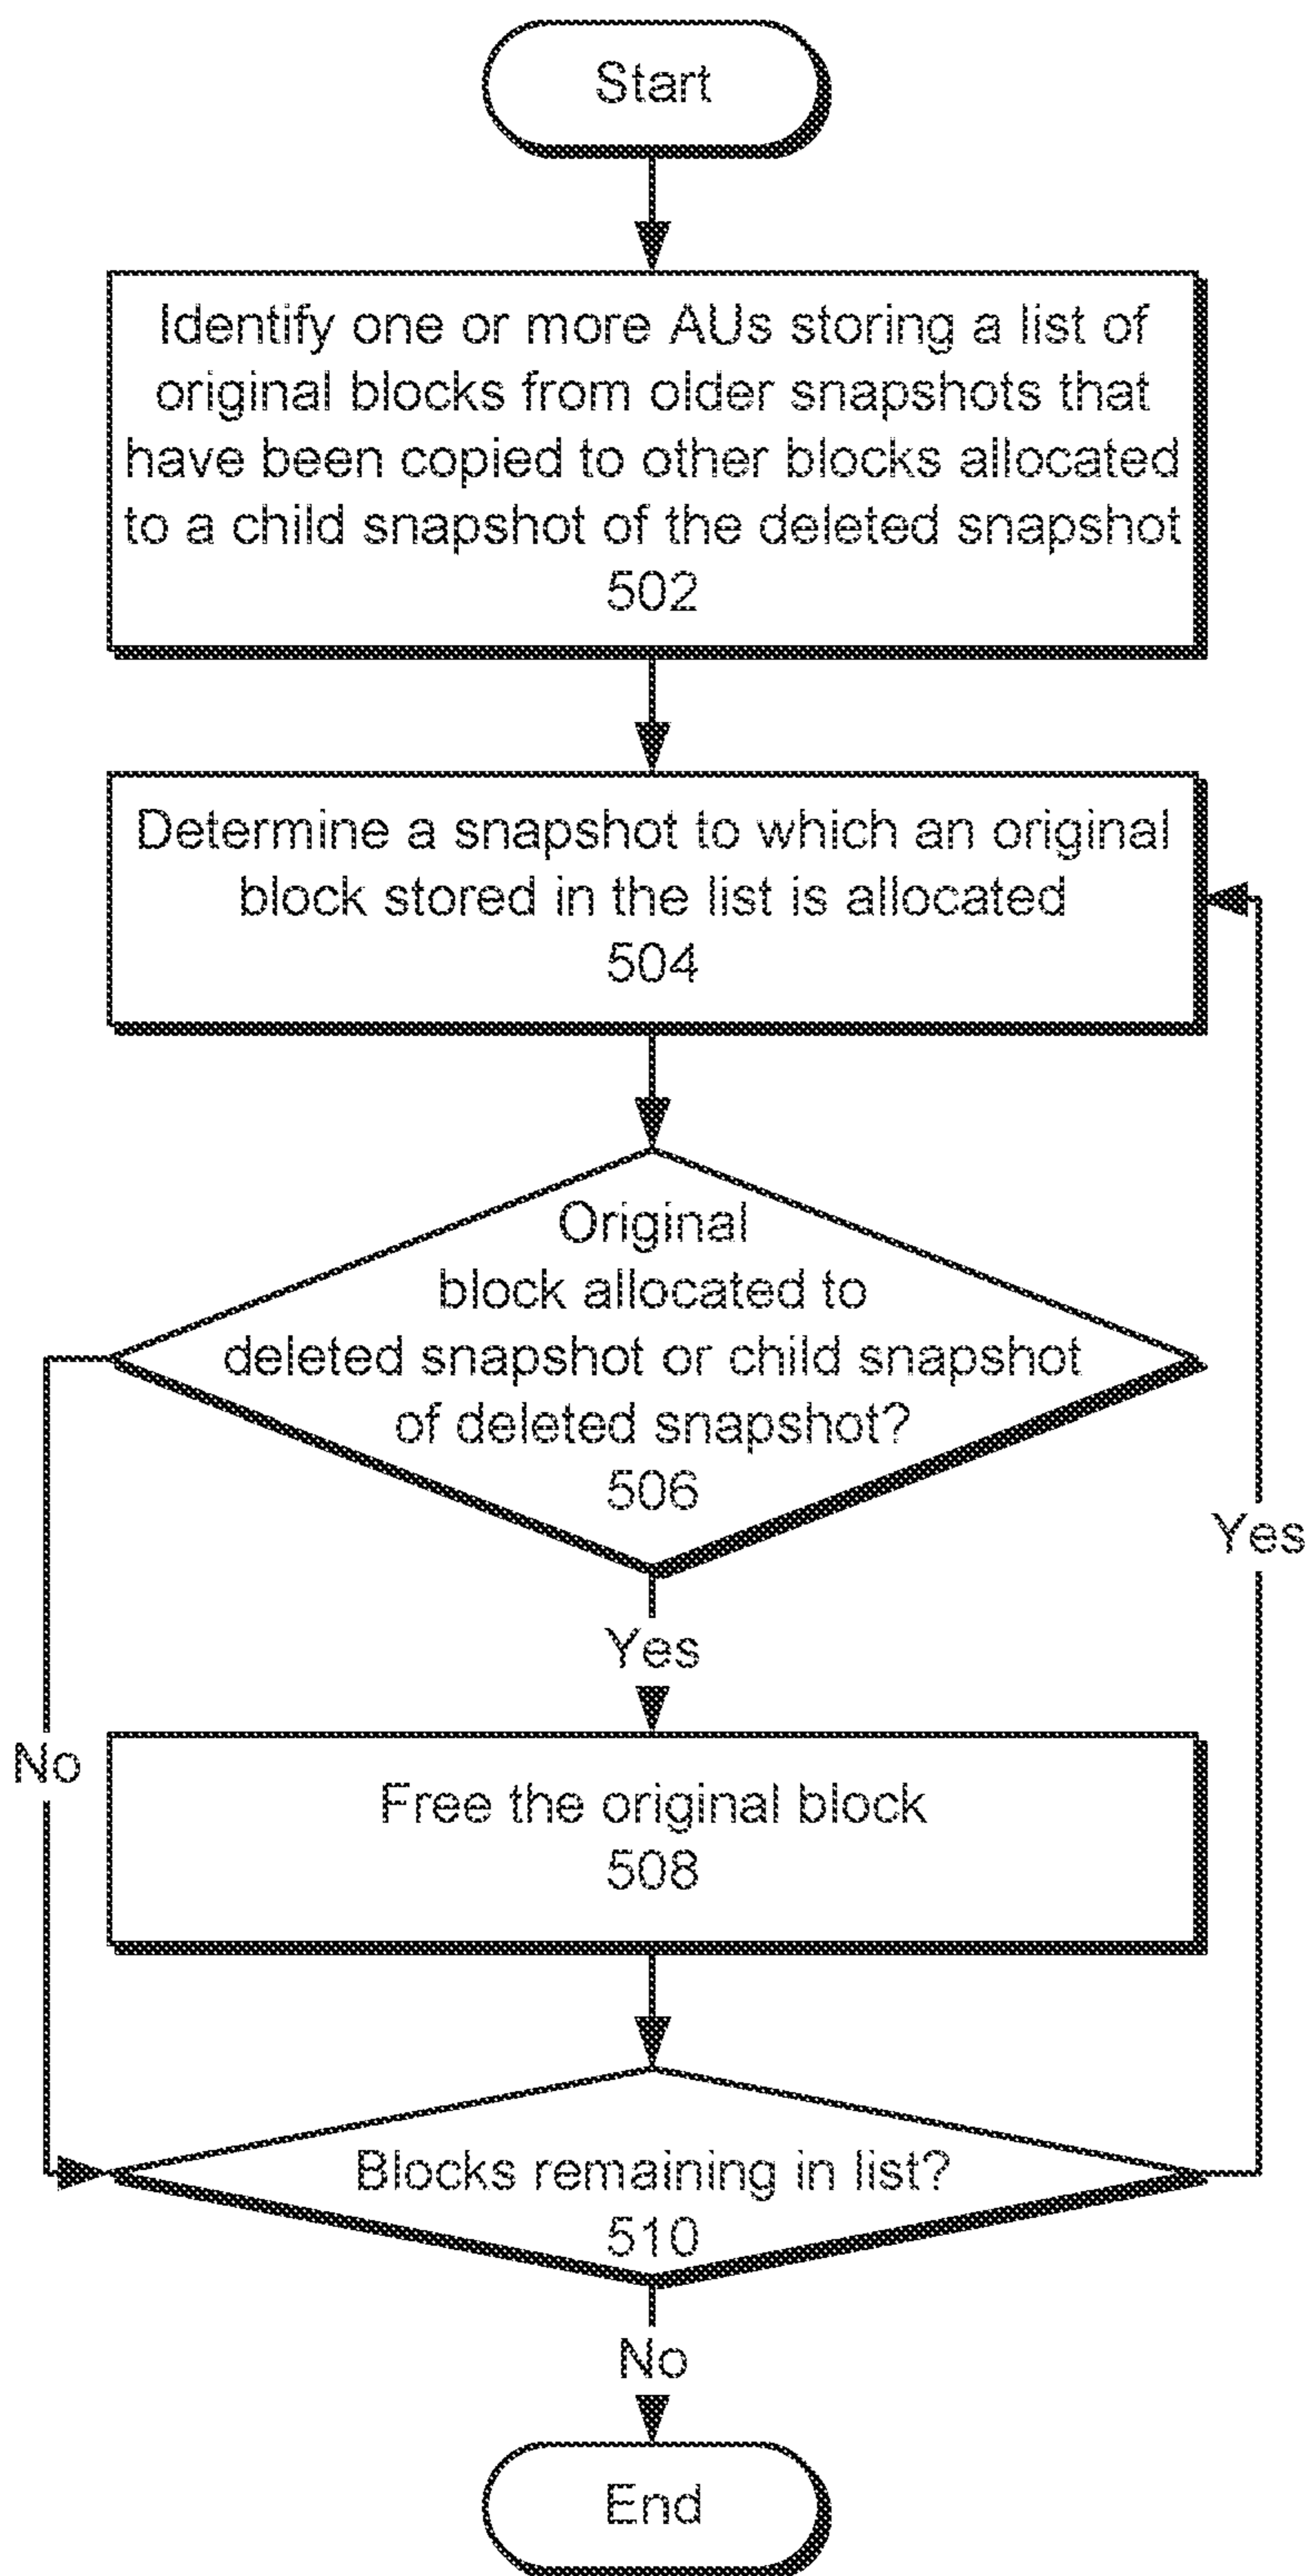 Start
Identify one or more AUs storing a list of
original blocks from older snapshots that
have been copied to other blocks allocated
to a child snapshot of the deleted snapshot
502
Determine a snapshot to which an original
block stored in the list is allocated
504
Original
block allocated to
deleted snapshot or child snapshot
of deleted snapshot?
506
Yes
Yes
No
Free the original block
508
Blocks remaining in list?
510
No
End